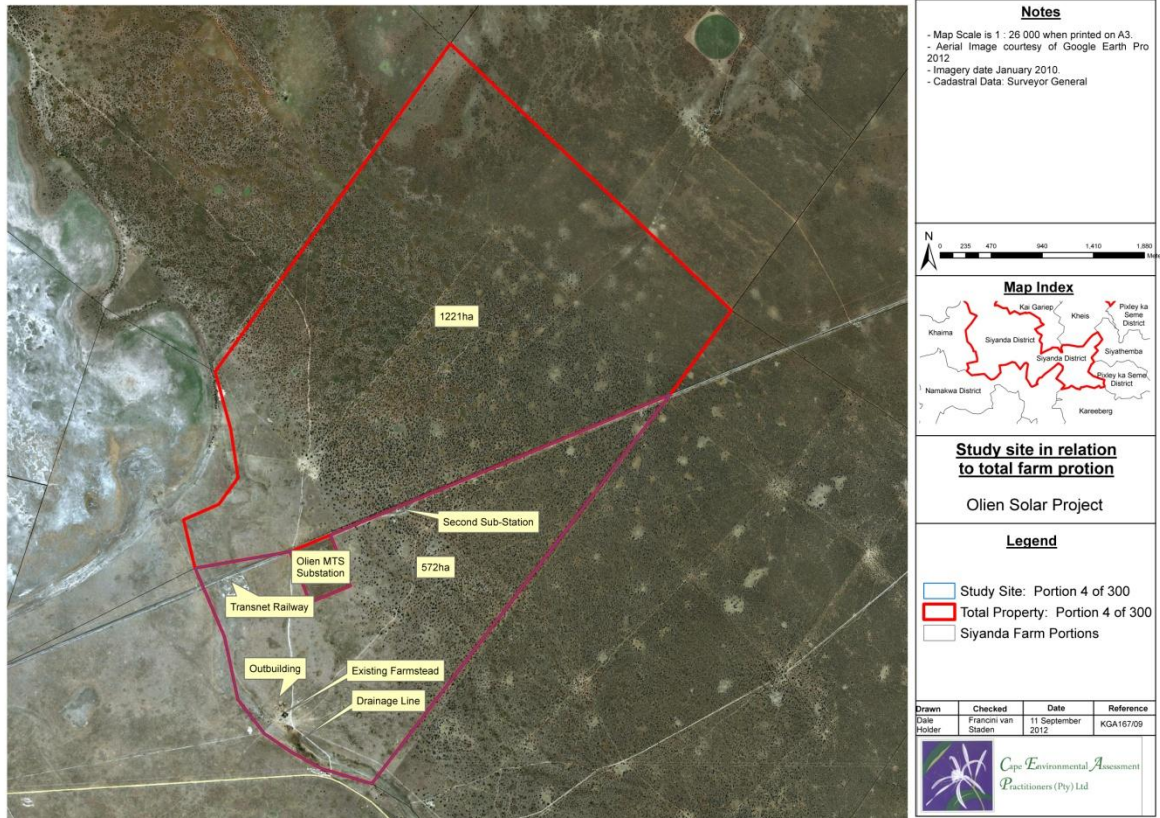 1221ha
Second Sub-Station
Olien MTS
Substation
572ha
Transnet Railway
Outbuilding
Existing Farmstead
Drainage Line
Notes
- Map Scale is 1 : 26 000 when printed on A3.
- Aerial Image courtesy of Google Earth Pro
2012
- Imagery date January 2010.
- Cadastral Data: Surveyor General
N
0 235 470 940 1,410 1,880
Mete
Map Index
Kai Gariep
Kheis
Pixley ka
Seme
District
Khaima
Siyanda District
Siyanda District
Siyathemba
Pixley ka Seme
District
Namakwa District
Kareeberg
Study site in relation
to total farm protion
Olien Solar Project
Legend
Study Site: Portion 4 of 300
Total Property: Portion 4 of 300
Siyanda Farm Portions
Drawn Checked Date Reference
Dale
Holder
Francini van
Staden
11 September
2012
KGA167/09
Cape Environmental Assessment
Practitioners (Pty) Ltd